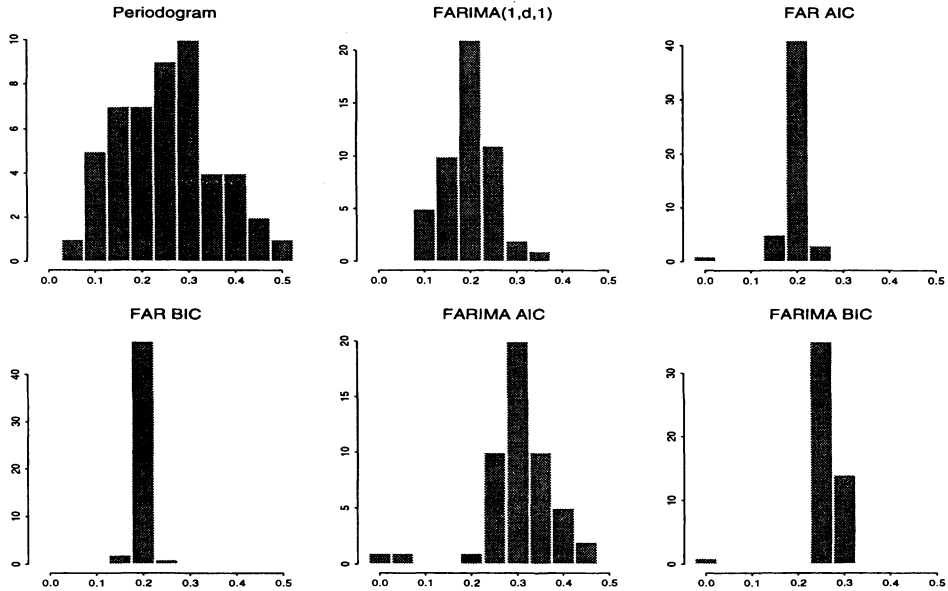 Periodogram
0 2 4 6 8 10
0.0 0.1 0.2 0.3 0.4 0.5
FARIMA(1,d,1)
0 5 10 15 20
0.0 0.1 0.2 0.3 0.4 0.5
FAR AIC
0 10 20 30 40
0.0 0.1 0.2 0.3 0.4 0.5
FAR BIC
0 10 20 30 40
0.0 0.1 0.2 0.3 0.4 0.5
FARIMA AIC
0 5 10 15 20
0.0 0.1 0.2 0.3 0.4 0.5
FARIMA BIC
0 10 20 30
0.0 0.1 0.2 0.3 0.4 0.5